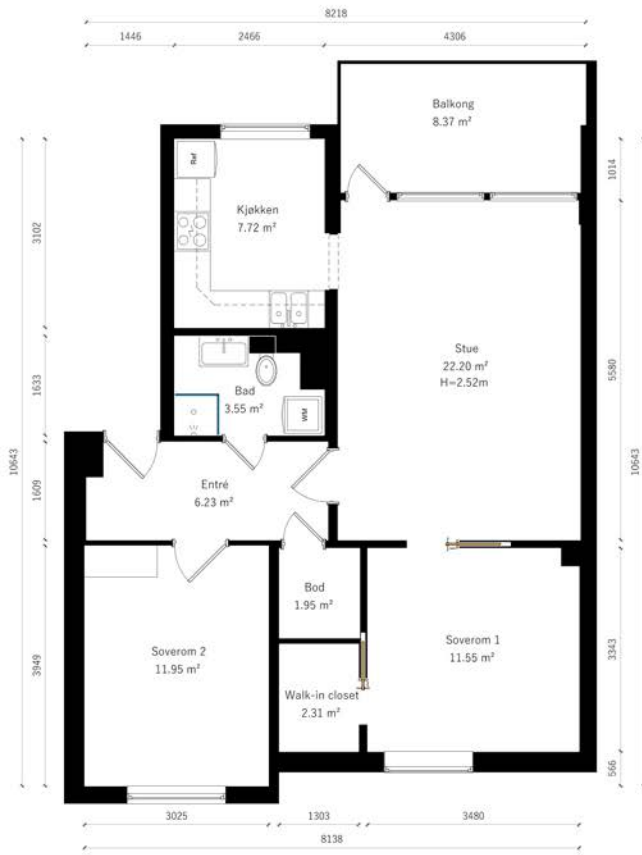 8218
1446
2466
4306
Balkong
8.37 m²
Raf
Kjøkken
7.72 m²
3102
1014
Stue
22.20 m²
H=2.52m
5580
1633
Bad
3.55 m²
WM
10643
10643
1609
Entré
6.23 m²
Bod
1.95 m²
Soverom 2
11.95 m²
Soverom 1
11.55 m²
3949
3343
Walk-in closet
2.31 m²
566
3025
1303
3480
8138